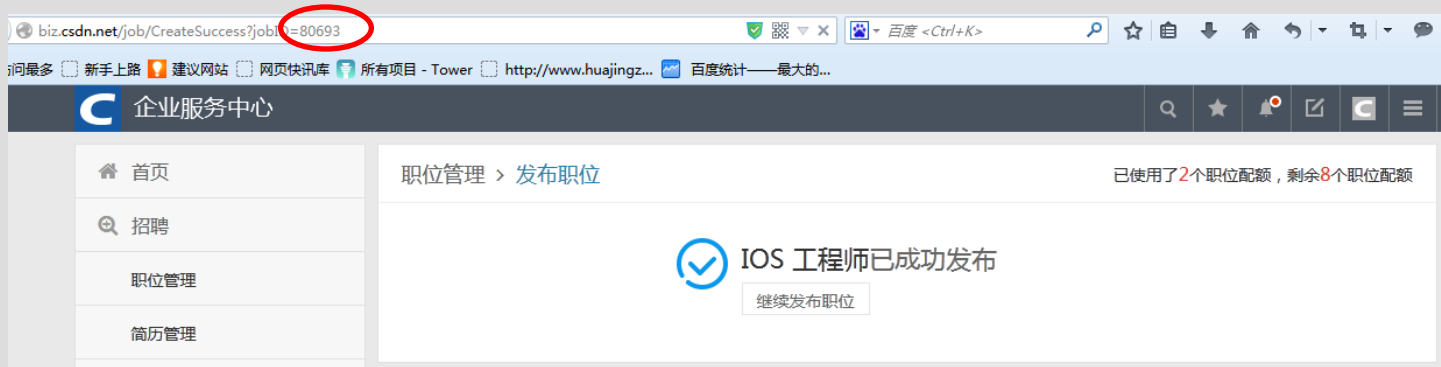 biz.csdn.net/job/CreateSuccess?jobID=80693
百度 <Ctrl+K>
问最多 新手上路 建议网站 网页快讯库 所有项目 - Tower http://www.huajingz... 百度统计——最大的...
企业服务中心
首页
职位管理 > 发布职位
已使用了2个职位配额，剩余8个职位配额
招聘
IOS 工程师已成功发布
职位管理
继续发布职位
简历管理